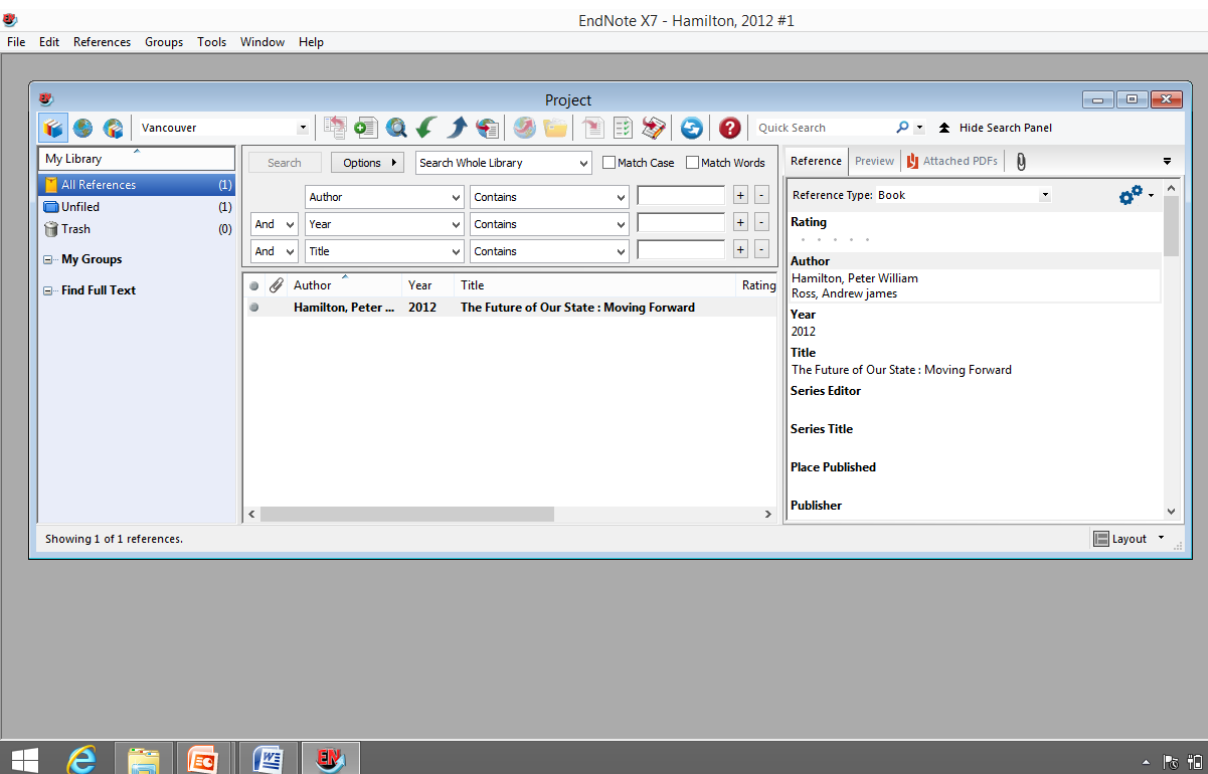 EndNote X7 - Hamilton, 2012 #1
File Edit References Groups Tools Window Help
Project
Vancouver
Quick Search
Hide Search Panel
My Library
All References (1)
Unfiled (1)
Trash (0)
My Groups
Find Full Text
Search Options Search Whole Library Match Case Match Words
Author Contains + -
And Year Contains + -
And Title Contains + -
Author Year Title Rating
Hamilton, Peter ... 2012 The Future of Our State : Moving Forward
Reference Preview Attached PDFs
Reference Type: Book
Rating
Author
Hamilton, Peter William
Ross, Andrew james
Year
2012
Title
The Future of Our State : Moving Forward
Series Editor
Series Title
Place Published
Publisher
Showing 1 of 1 references.
Layout
EN